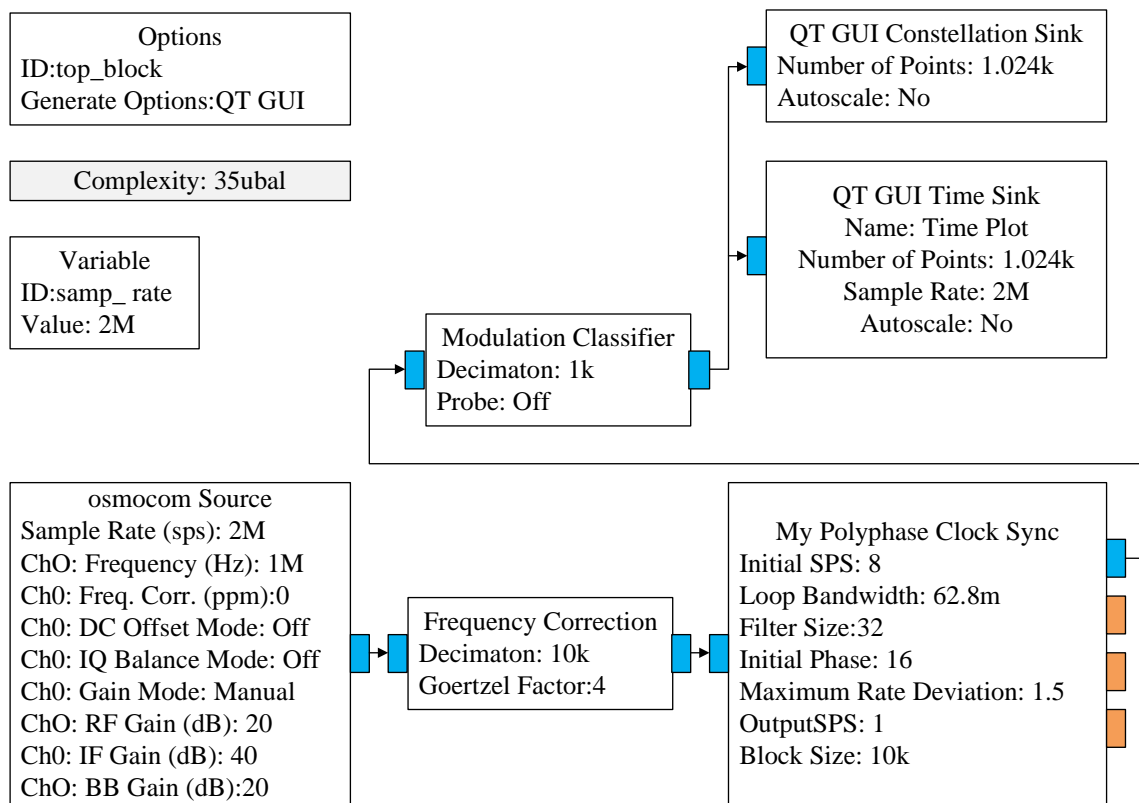 Options
ID:top_block
Generate Options:QT GUI
Complexity: 35ubal
Variable
ID:samp_ rate
Value: 2M
QT GUI Constellation Sink
Number of Points: 1.024k
Autoscale: No
QT GUI Time Sink
Name: Time Plot
Number of Points: 1.024k
Sample Rate: 2M
Autoscale: No
Modulation Classifier
Decimaton: 1k
Probe: Off
osmocom Source
Sample Rate (sps): 2M
ChO: Frequency (Hz): 1M
Ch0: Freq. Corr. (ppm):0
Ch0: DC Offset Mode: Off
Ch0: IQ Balance Mode: Off
Ch0: Gain Mode: Manual
ChO: RF Gain (dB): 20
Ch0: IF Gain (dB): 40
ChO: BB Gain (dB):20
Frequency Correction
Decimaton: 10k
Goertzel Factor:4
My Polyphase Clock Sync
Initial SPS: 8
Loop Bandwidth: 62.8m
Filter Size:32
Initial Phase: 16
Maximum Rate Deviation: 1.5
OutputSPS: 1
Block Size: 10k